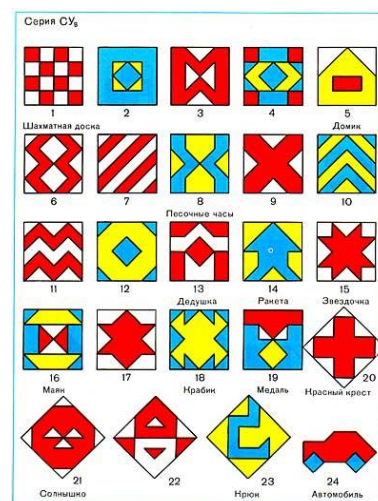 Серия СУ₆
1 2 3 4 5
Шахматная доска Домик
6 7 8 9 10
Песочные часы
11 12 13 14 15
Дедушка Ракета Звездочка
16 17 18 19 20
Маяк Крабик Медаль Красный крест
21 22 23 24
Солнышко Нрюк Автомобиль